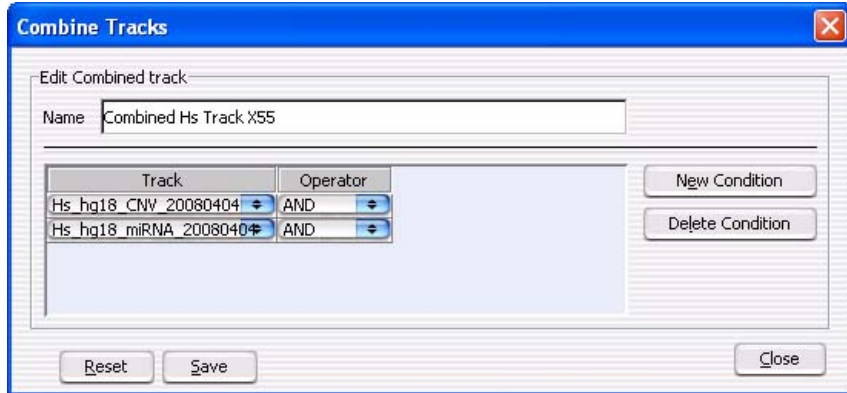 Combine Tracks
Edit Combined track
Name Combined Hs Track X55
Track Operator
Hs_hg18_CNV_20080404 AND
Hs_hg18_miRNA_20080404 AND
New Condition
Delete Condition
Reset Save
Close